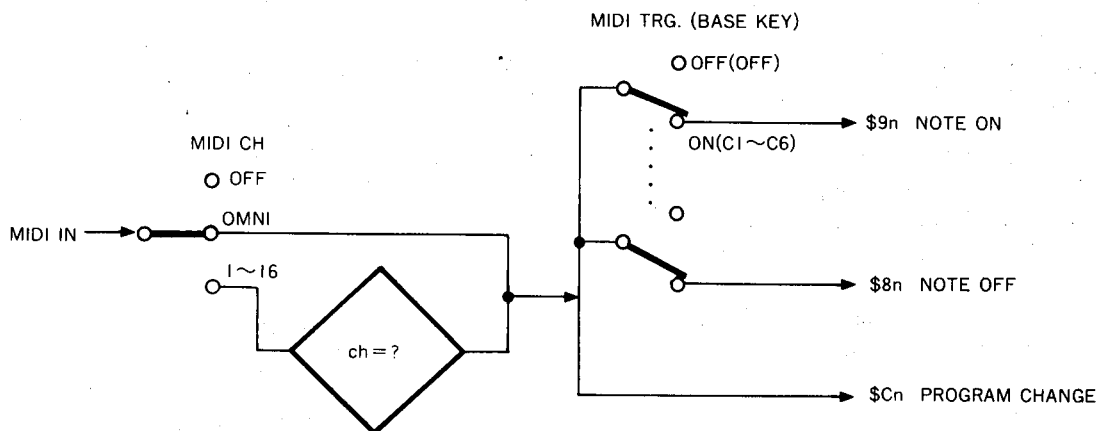 MIDI TRG. (BASE KEY)
OFF(OFF)
$9n NOTE ON
ON(C1～C6)
MIDI CH
OFF
OMNI
MIDI IN
1～16
$8n NOTE OFF
ch=?
$Cn PROGRAM CHANGE